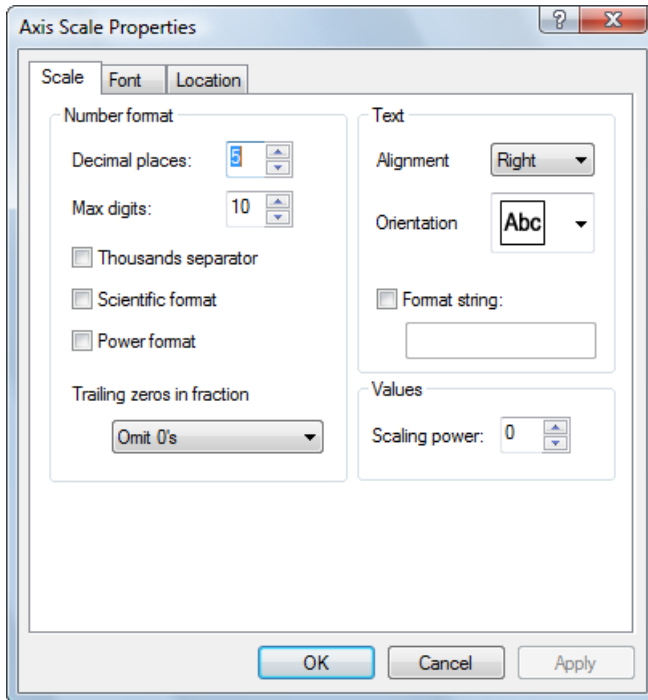 Axis Scale Properties
?
Scale
Font
Location
Number format
Decimal places:
5
Max digits:
10
Thousands separator
Scientific format
Power format
Trailing zeros in fraction
Omit 0's
Text
Alignment
Right
Orientation
Abc
Format string:
Values
Scaling power:
0
OK
Cancel
Apply